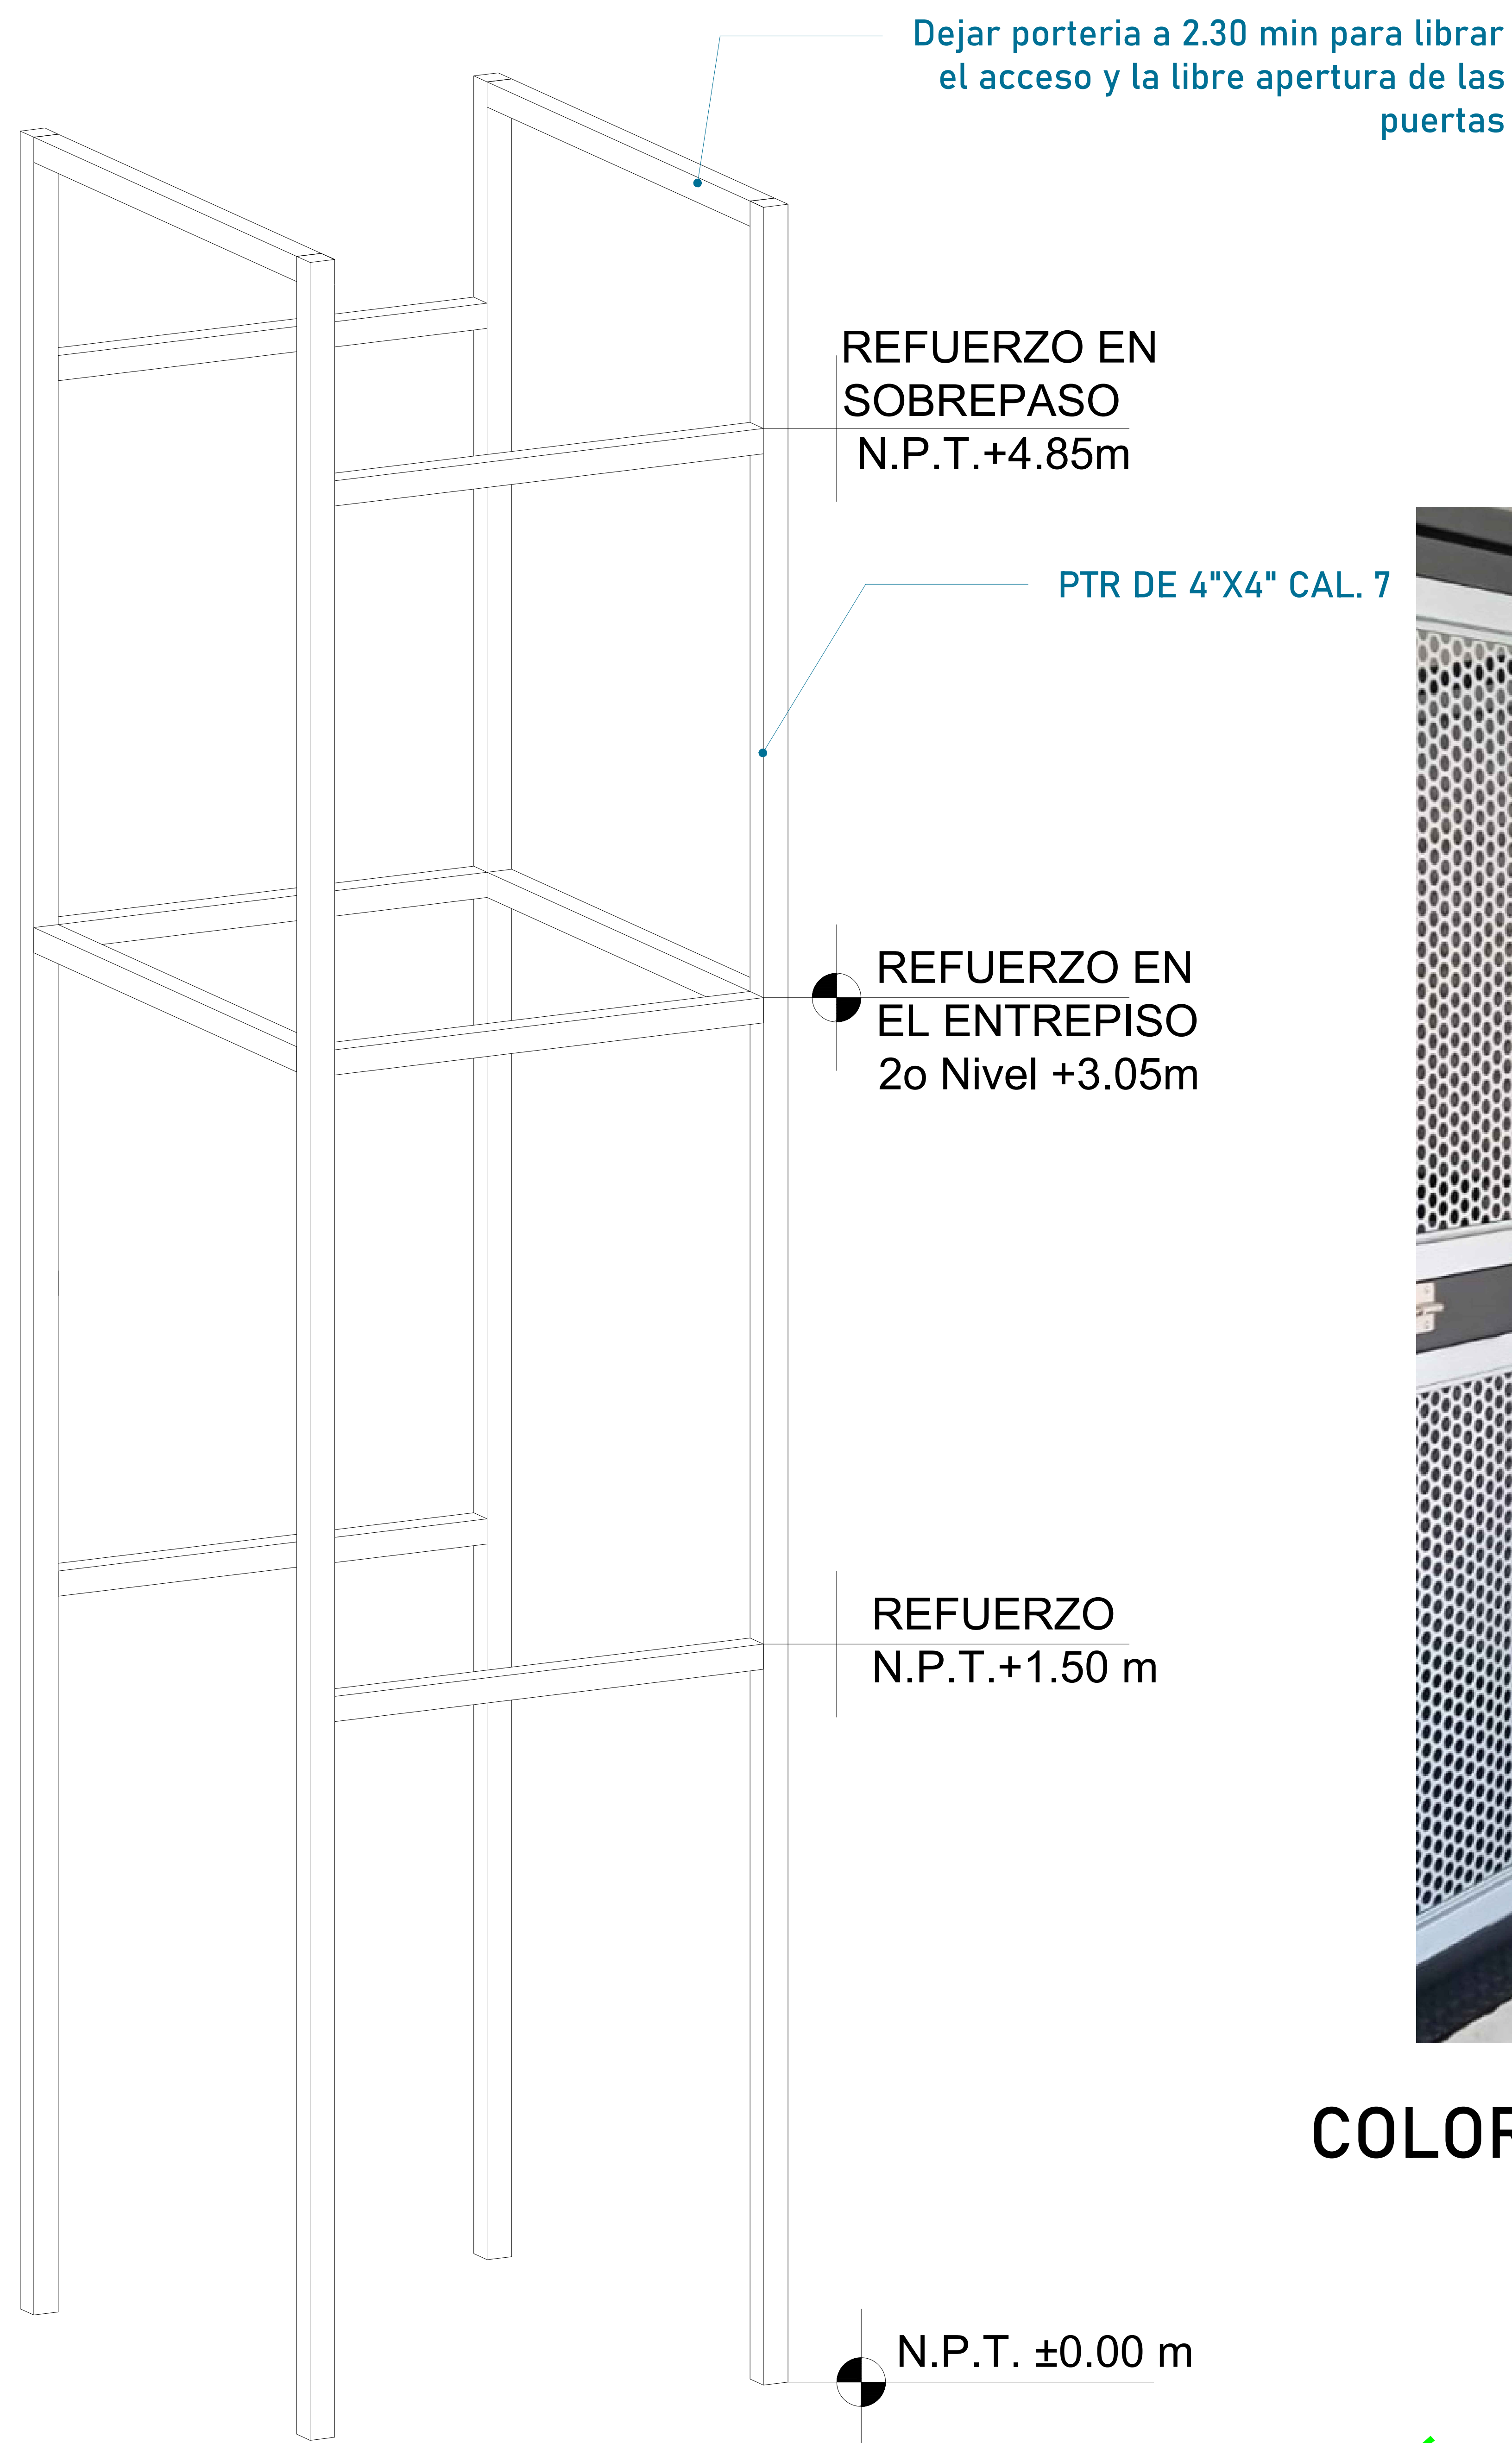 Dejar porteria a 2.30 min para librar
el acceso y la libre apertura de las
puertas
REFUERZO EN
SOBREPASO
N.P.T.+4.85m
PTR DE 4"X4" CAL. 7
REFUERZO EN
EL ENTREPISO
2o Nivel +3.05m
REFUERZO
N.P.T.+1.50 m
COLOR
N.P.T. ±0.00 m